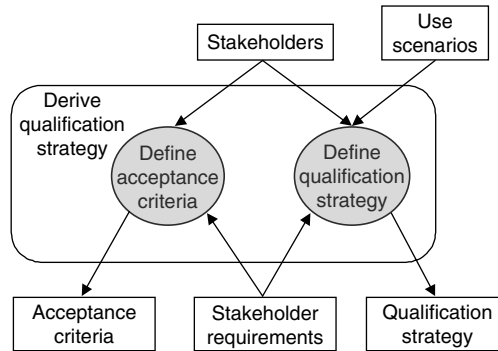 Stakeholders
Use
scenarios
Derive
qualification
strategy
Define
acceptance
criteria
Define
qualification
strategy
Acceptance
criteria
Stakeholder
requirements
Qualification
strategy